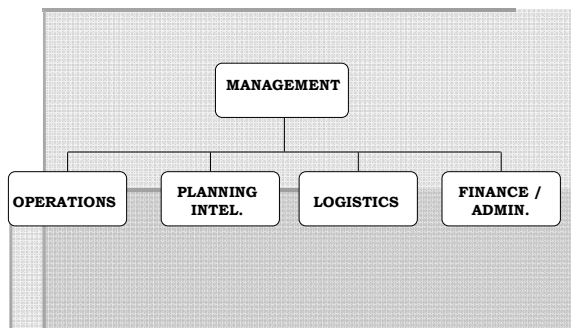 MANAGEMENT
OPERATIONS
PLANNING
INTEL.
LOGISTICS
FINANCE /
ADMIN.